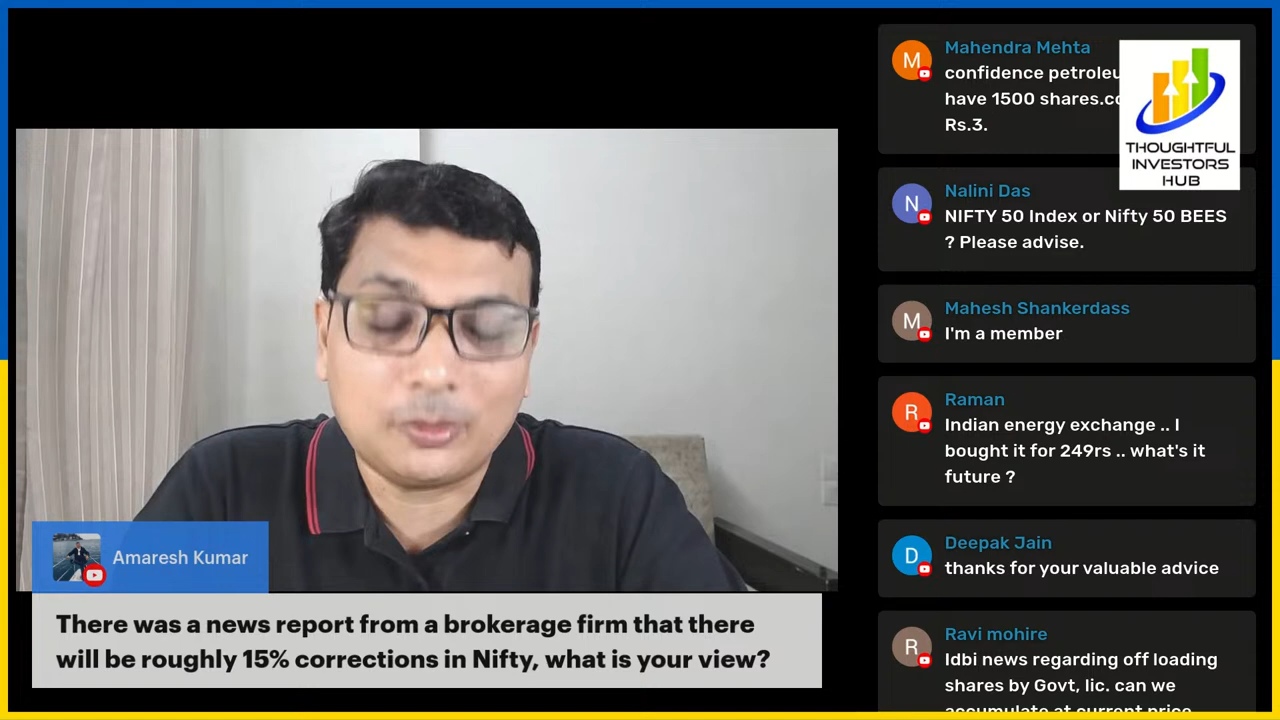 Amaresh Kumar
There was a news report from a brokerage firm that there
will be roughly 15% corrections in Nifty, what is your view?
M
Mahendra Mehta
confidence
have 1500
Rs.3.
THOUGHTFUL
INVESTORS
HUB
N
Nalini Das
NIFTY 50 Index or Nifty 50 BEES
? Please advise.
M
Mahesh Shankerdass
I'm a member
R
Raman
Indian energy exchange .. I
bought it for 249rs .. what's it
future ?
D
Deepak Jain
thanks for your valuable advice
R
Ravi mohire
Idbi news regarding off loading
shares by Govt, lic. can we
accumulate at current price